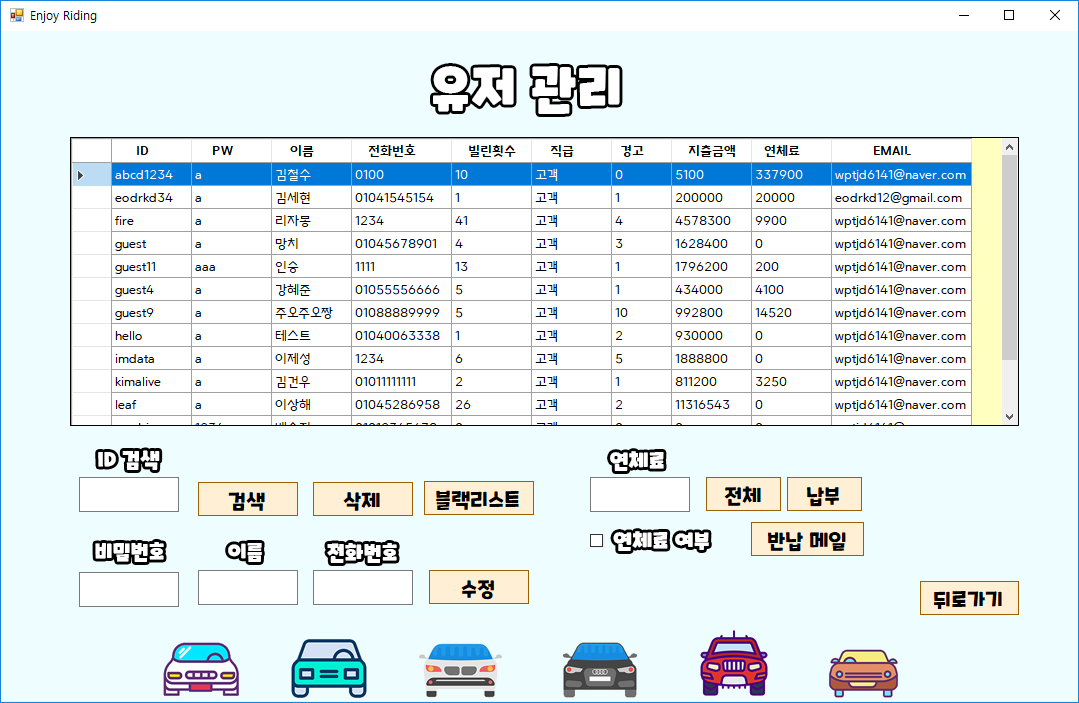 Enjoy Riding
유저 관리
ID PW 이름 전화번호 빌린횟수 직급 경고 지출금액 연체료 EMAIL
abcd1234 a 김철수 0100 10 고객 0 5100 337900 wptjd6141@naver.com
eodrkd34 a 김세현 01041545154 1 고객 1 200000 20000 eodrkd12@gmail.com
fire a 리자몽 1234 41 고객 4 4578300 9900 wptjd6141@naver.com
guest a 망치 01045678901 4 고객 3 1628400 0 wptjd6141@naver.com
guest11 aaa 인승 1111 13 고객 1 1796200 200 wptjd6141@naver.com
guest4 a 강혜준 01055556666 5 고객 1 434000 4100 wptjd6141@naver.com
guest9 a 주오주오짱 01088889999 5 고객 10 992800 14520 wptjd6141@naver.com
hello a 테스트 01040063338 1 고객 2 930000 0 wptjd6141@naver.com
imdata a 이제성 1234 6 고객 5 1888800 0 wptjd6141@naver.com
kimalive a 김건우 01011111111 2 고객 1 811200 3250 wptjd6141@naver.com
leaf a 이상해 01045286958 26 고객 2 11316543 0 wptjd6141@naver.com
ID 검색 연체료
검색 삭제 블랙리스트 전체 납부
연체료 여부 반납 메일
비밀번호 이름 전화번호
수정
뒤로가기